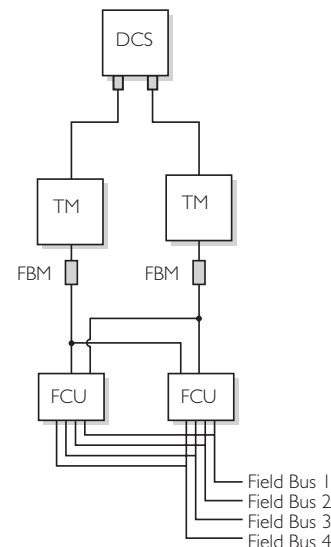 DCS
TM
TM
FBM
FBM
FCU
FCU
Field Bus 1
Field Bus 2
Field Bus 3
Field Bus 4